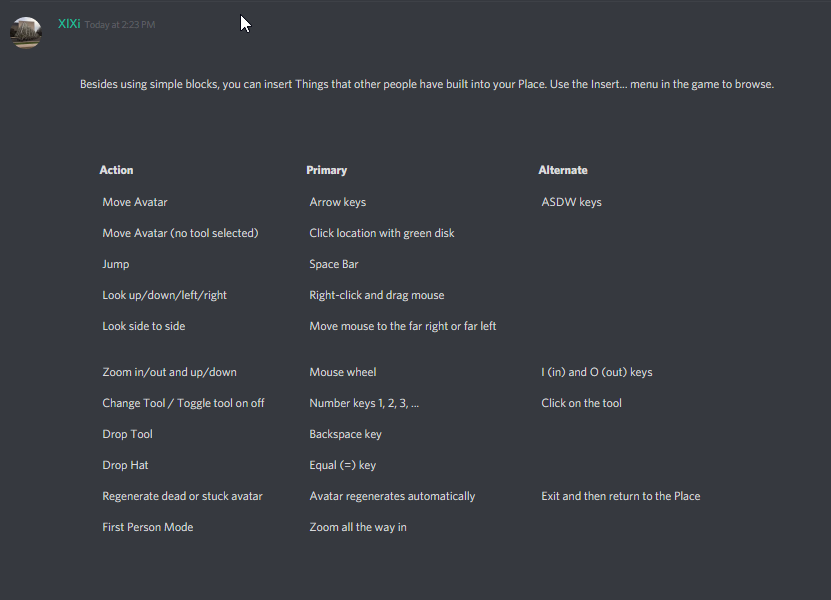 XIXi Today at 2:23 PM
Besides using simple blocks, you can insert Things that other people have built into your Place. Use the Insert... menu in the game to browse.
Action Primary Alternate
Move Avatar Arrow keys ASDW keys
Move Avatar (no tool selected) Click location with green disk
Jump Space Bar
Look up/down/left/right Right-click and drag mouse
Look side to side Move mouse to the far right or far left
Zoom in/out and up/down Mouse wheel I (in) and O (out) keys
Change Tool / Toggle tool on off Number keys 1, 2, 3, ... Click on the tool
Drop Tool Backspace key
Drop Hat Equal (=) key
Regenerate dead or stuck avatar Avatar regenerates automatically Exit and then return to the Place
First Person Mode Zoom all the way in